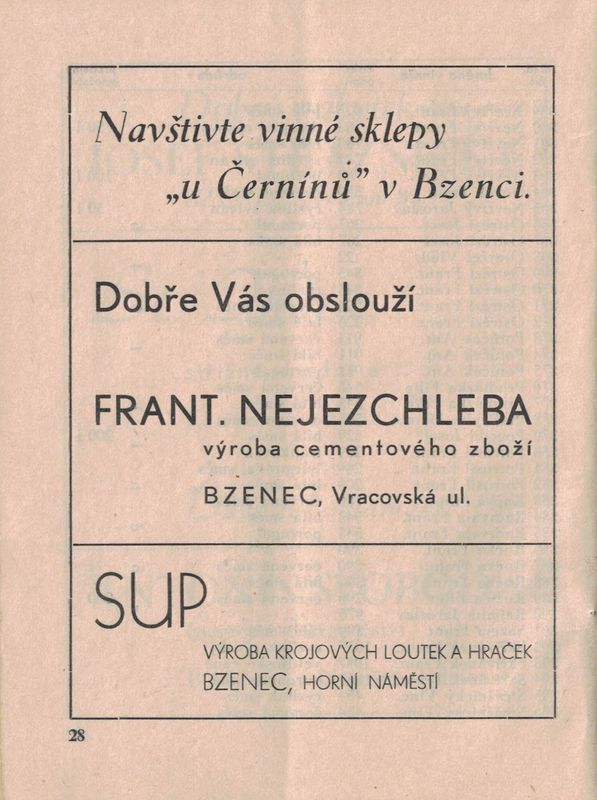 Navštivte vinné sklepy
„u Černínů” v Bzenci.
Dobře Vás obslouží
FRANT. NEJEZCHLEBA
výroba cementového zboží
BZENEC, Vracovská ul.
SUP
VÝROBA KROJOVÝCH LOUTEK A HRAČEK
BZENEC, HORNÍ NÁMĚSTÍ
28